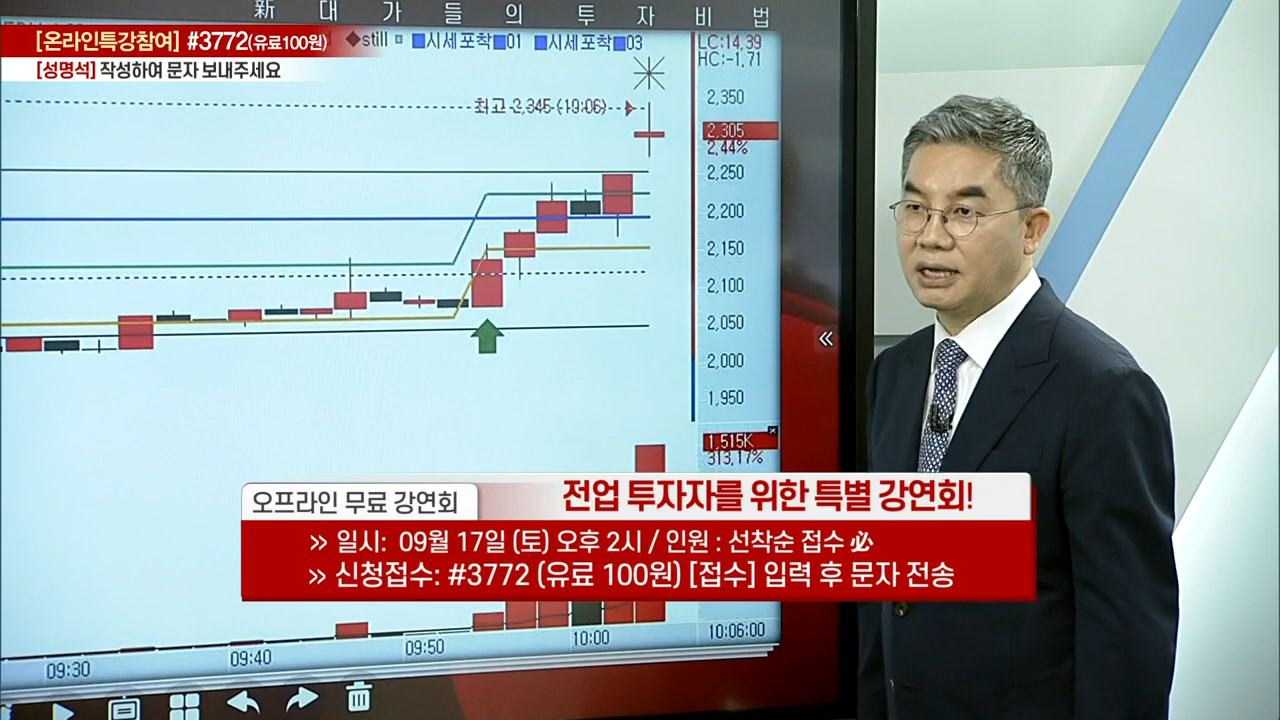 新 대 가 들 의 투 자 비 법
[온라인특강참여] #3772(유료100원)
[성명석] 작성하여 문자 보내주세요
still 시세포착 01 시세포착 03
LC:14.39
HC:-1.71
최고 2,345 (10:06)
2,350
2,305
2.44%
2,250
2,200
2,150
2,100
2,050
2,000
1,950
1,515K
313.17%
오프라인 무료 강연회
전업 투자자를 위한 특별 강연회!
» 일시: 09월 17일 (토) 오후 2시 / 인원 : 선착순 접수 必
» 신청접수: #3772 (유료 100원) [접수] 입력 후 문자 전송
09:30
09:40
09:50
10:00
10:06:00